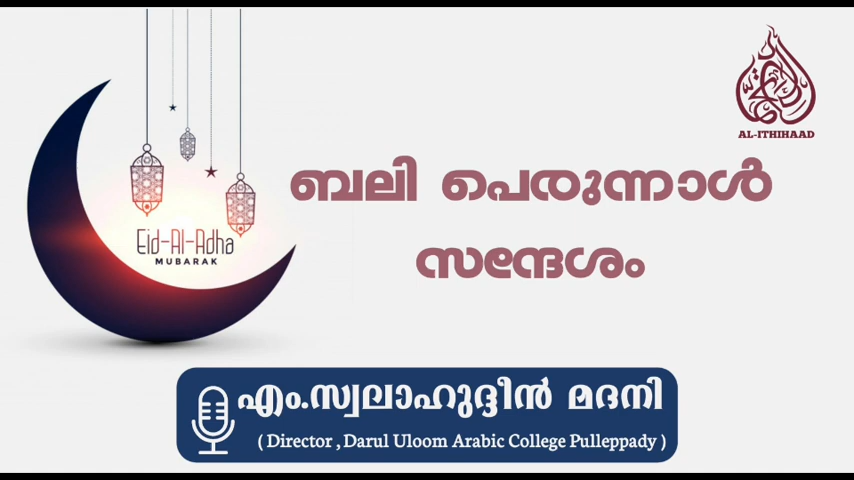 AL-ITHIHAAD
ബലി പെരുന്നാൾ
സന്ദേശം
Eid-Al-Adha
MUBARAK
എം.സ്വലാഹുദ്ദീൻ മദനി
( Director , Darul Uloom Arabic College Pulleppady )